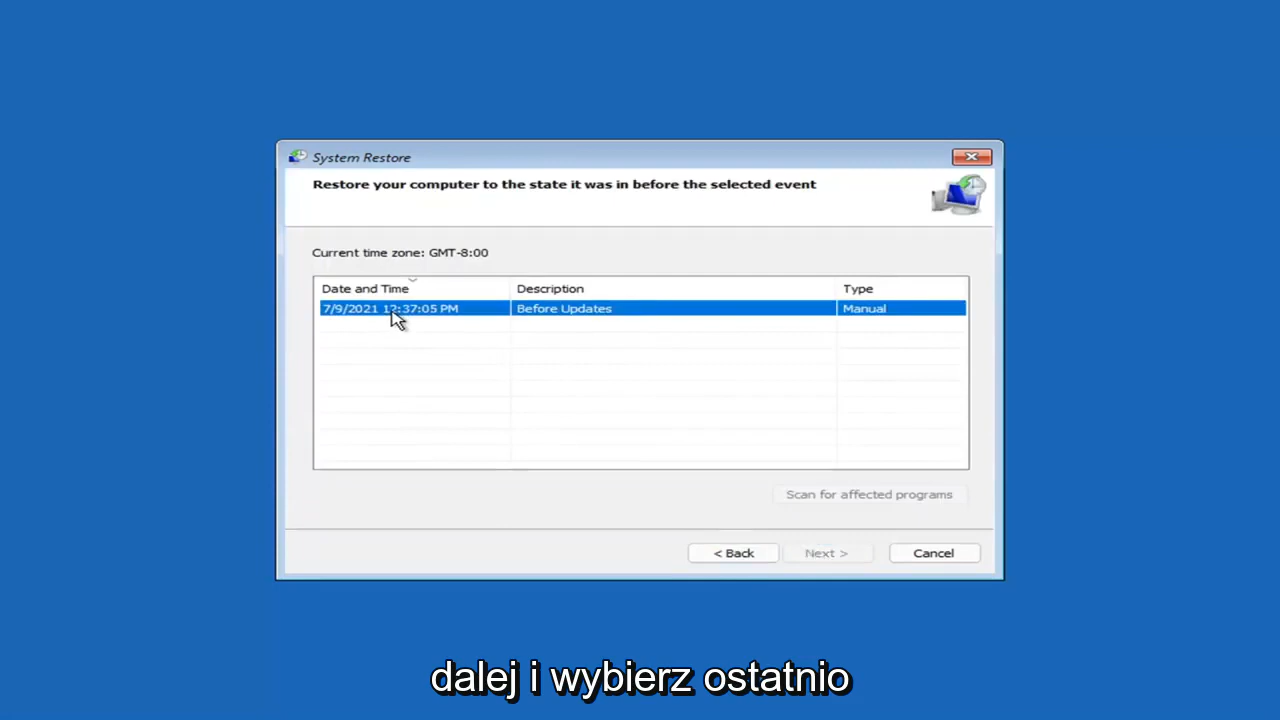 System Restore
Restore your computer to the state it was in before the selected event
Current time zone: GMT-8:00
Date and Time Description Type
7/9/2021 12:37:05 PM Before Updates Manual
Scan for affected programs
< Back Next > Cancel
dalej i wybierz ostatnio